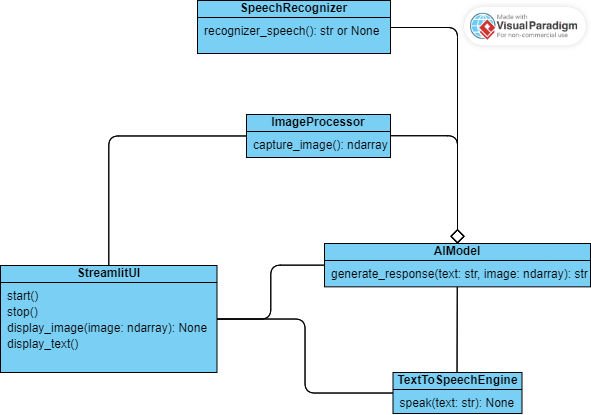 SpeechRecognizer
recognizer_speech(): str or None
Made with
Visual Paradigm
For non-commercial use
ImageProcessor
capture_image(): ndarray
AIModel
generate_response(text: str, image: ndarray): str
StreamlitUI
start()
stop()
display_image(image: ndarray): None
display_text()
TextToSpeechEngine
speak(text: str): None